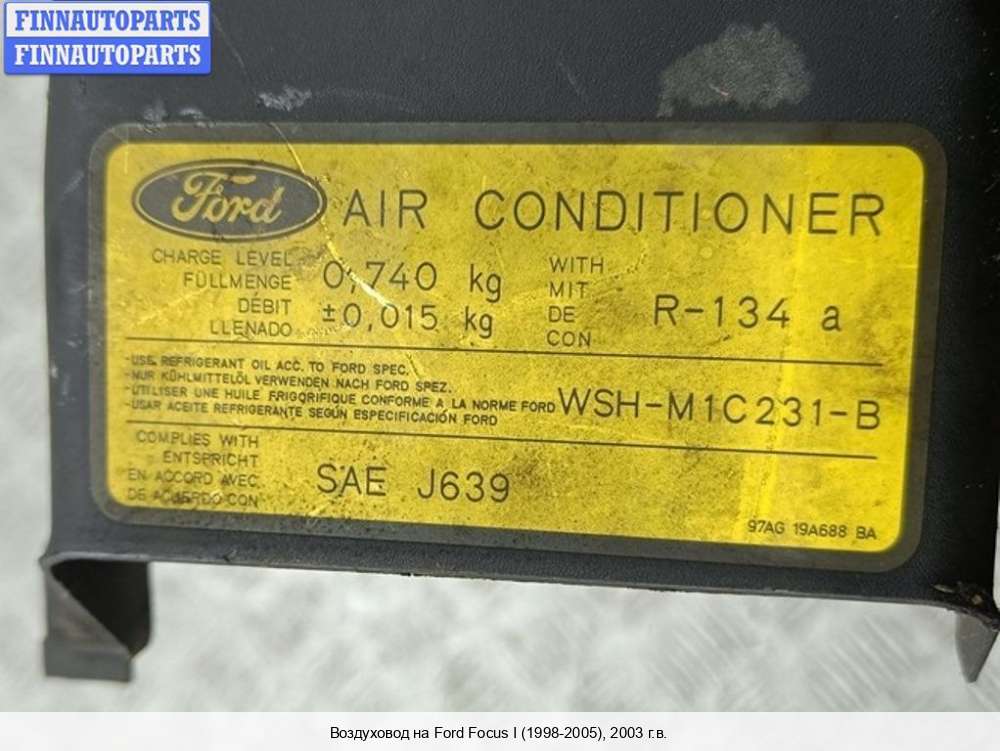 FINNAUTOPARTS
FINNAUTOPARTS
Ford AIR CONDITIONER
CHARGE LEVEL
FÜLLMENGE
DÉBIT
LLENADO
0,740 kg
±0,015 kg
WITH
MIT
DE
CON
R-134 a
-USE REFRIGERANT OIL ACC. TO FORD SPEC.
-NUR KÜHLMITTELÖL VERWENDEN NACH FORD SPEZ.
-UTILISER UNE HUILE FRIGORIFIQUE CONFORME A LA NORME FORD
-USAR ACEITE REFRIGERANTE SEGÚN ESPECIFICACIÓN FORD
WSH-M1C231-B
COMPLIES WITH
ENTSPRICHT
EN ACCORD AVEC
DE ACUERDO CON
SAE J639
97AG 19A688 BA
Воздуховод на Ford Focus I (1998-2005), 2003 г.в.